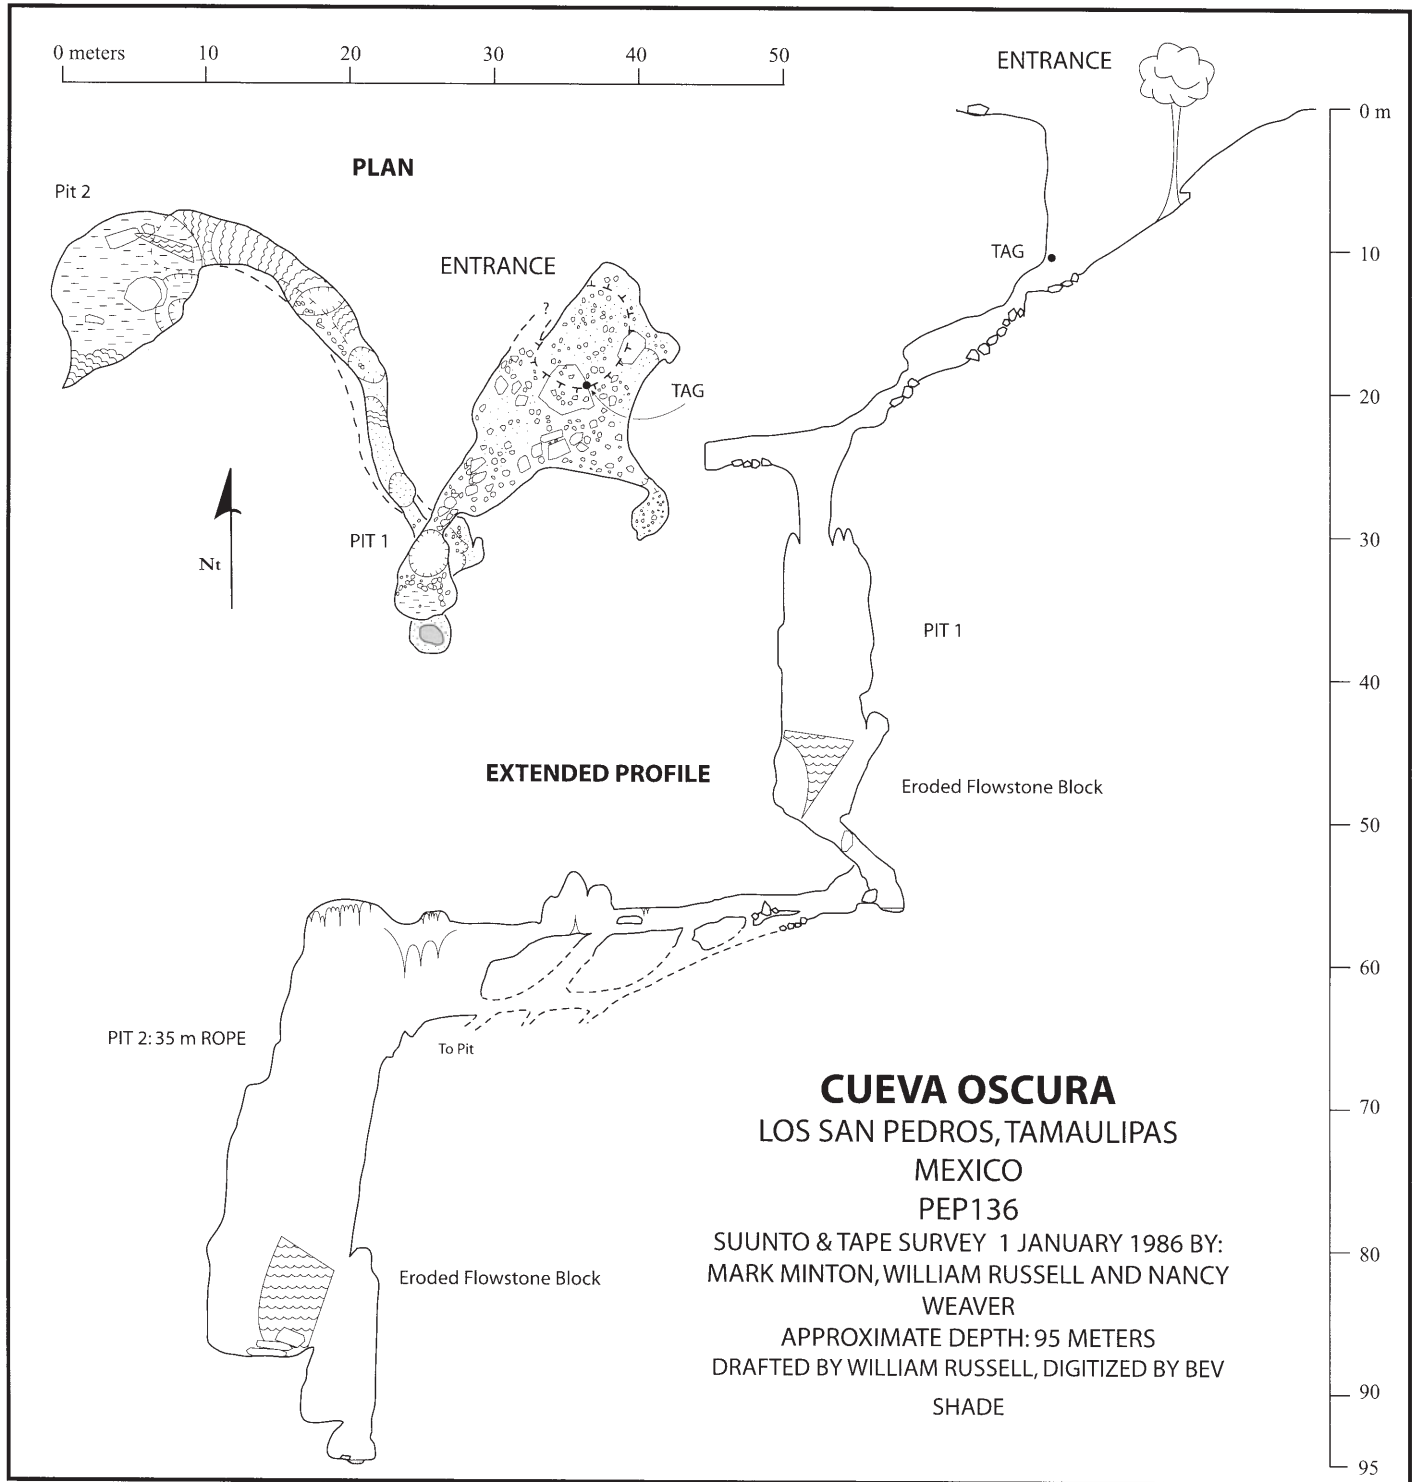 0 meters 10 20 30 40 50
ENTRANCE
0 m
PLAN
Pit 2
ENTRANCE
TAG
10
?
TAG
20
PIT 1
30
Nt
PIT 1
40
EXTENDED PROFILE
Eroded Flowstone Block
50
60
PIT 2: 35 m ROPE
To Pit
CUEVA OSCURA
70
LOS SAN PEDROS, TAMAULIPAS
MEXICO
PEP136
SUUNTO & TAPE SURVEY 1 JANUARY 1986 BY:
80
MARK MINTON, WILLIAM RUSSELL AND NANCY
Eroded Flowstone Block
WEAVER
APPROXIMATE DEPTH: 95 METERS
DRAFTED BY WILLIAM RUSSELL, DIGITIZED BY BEV
90
SHADE
95